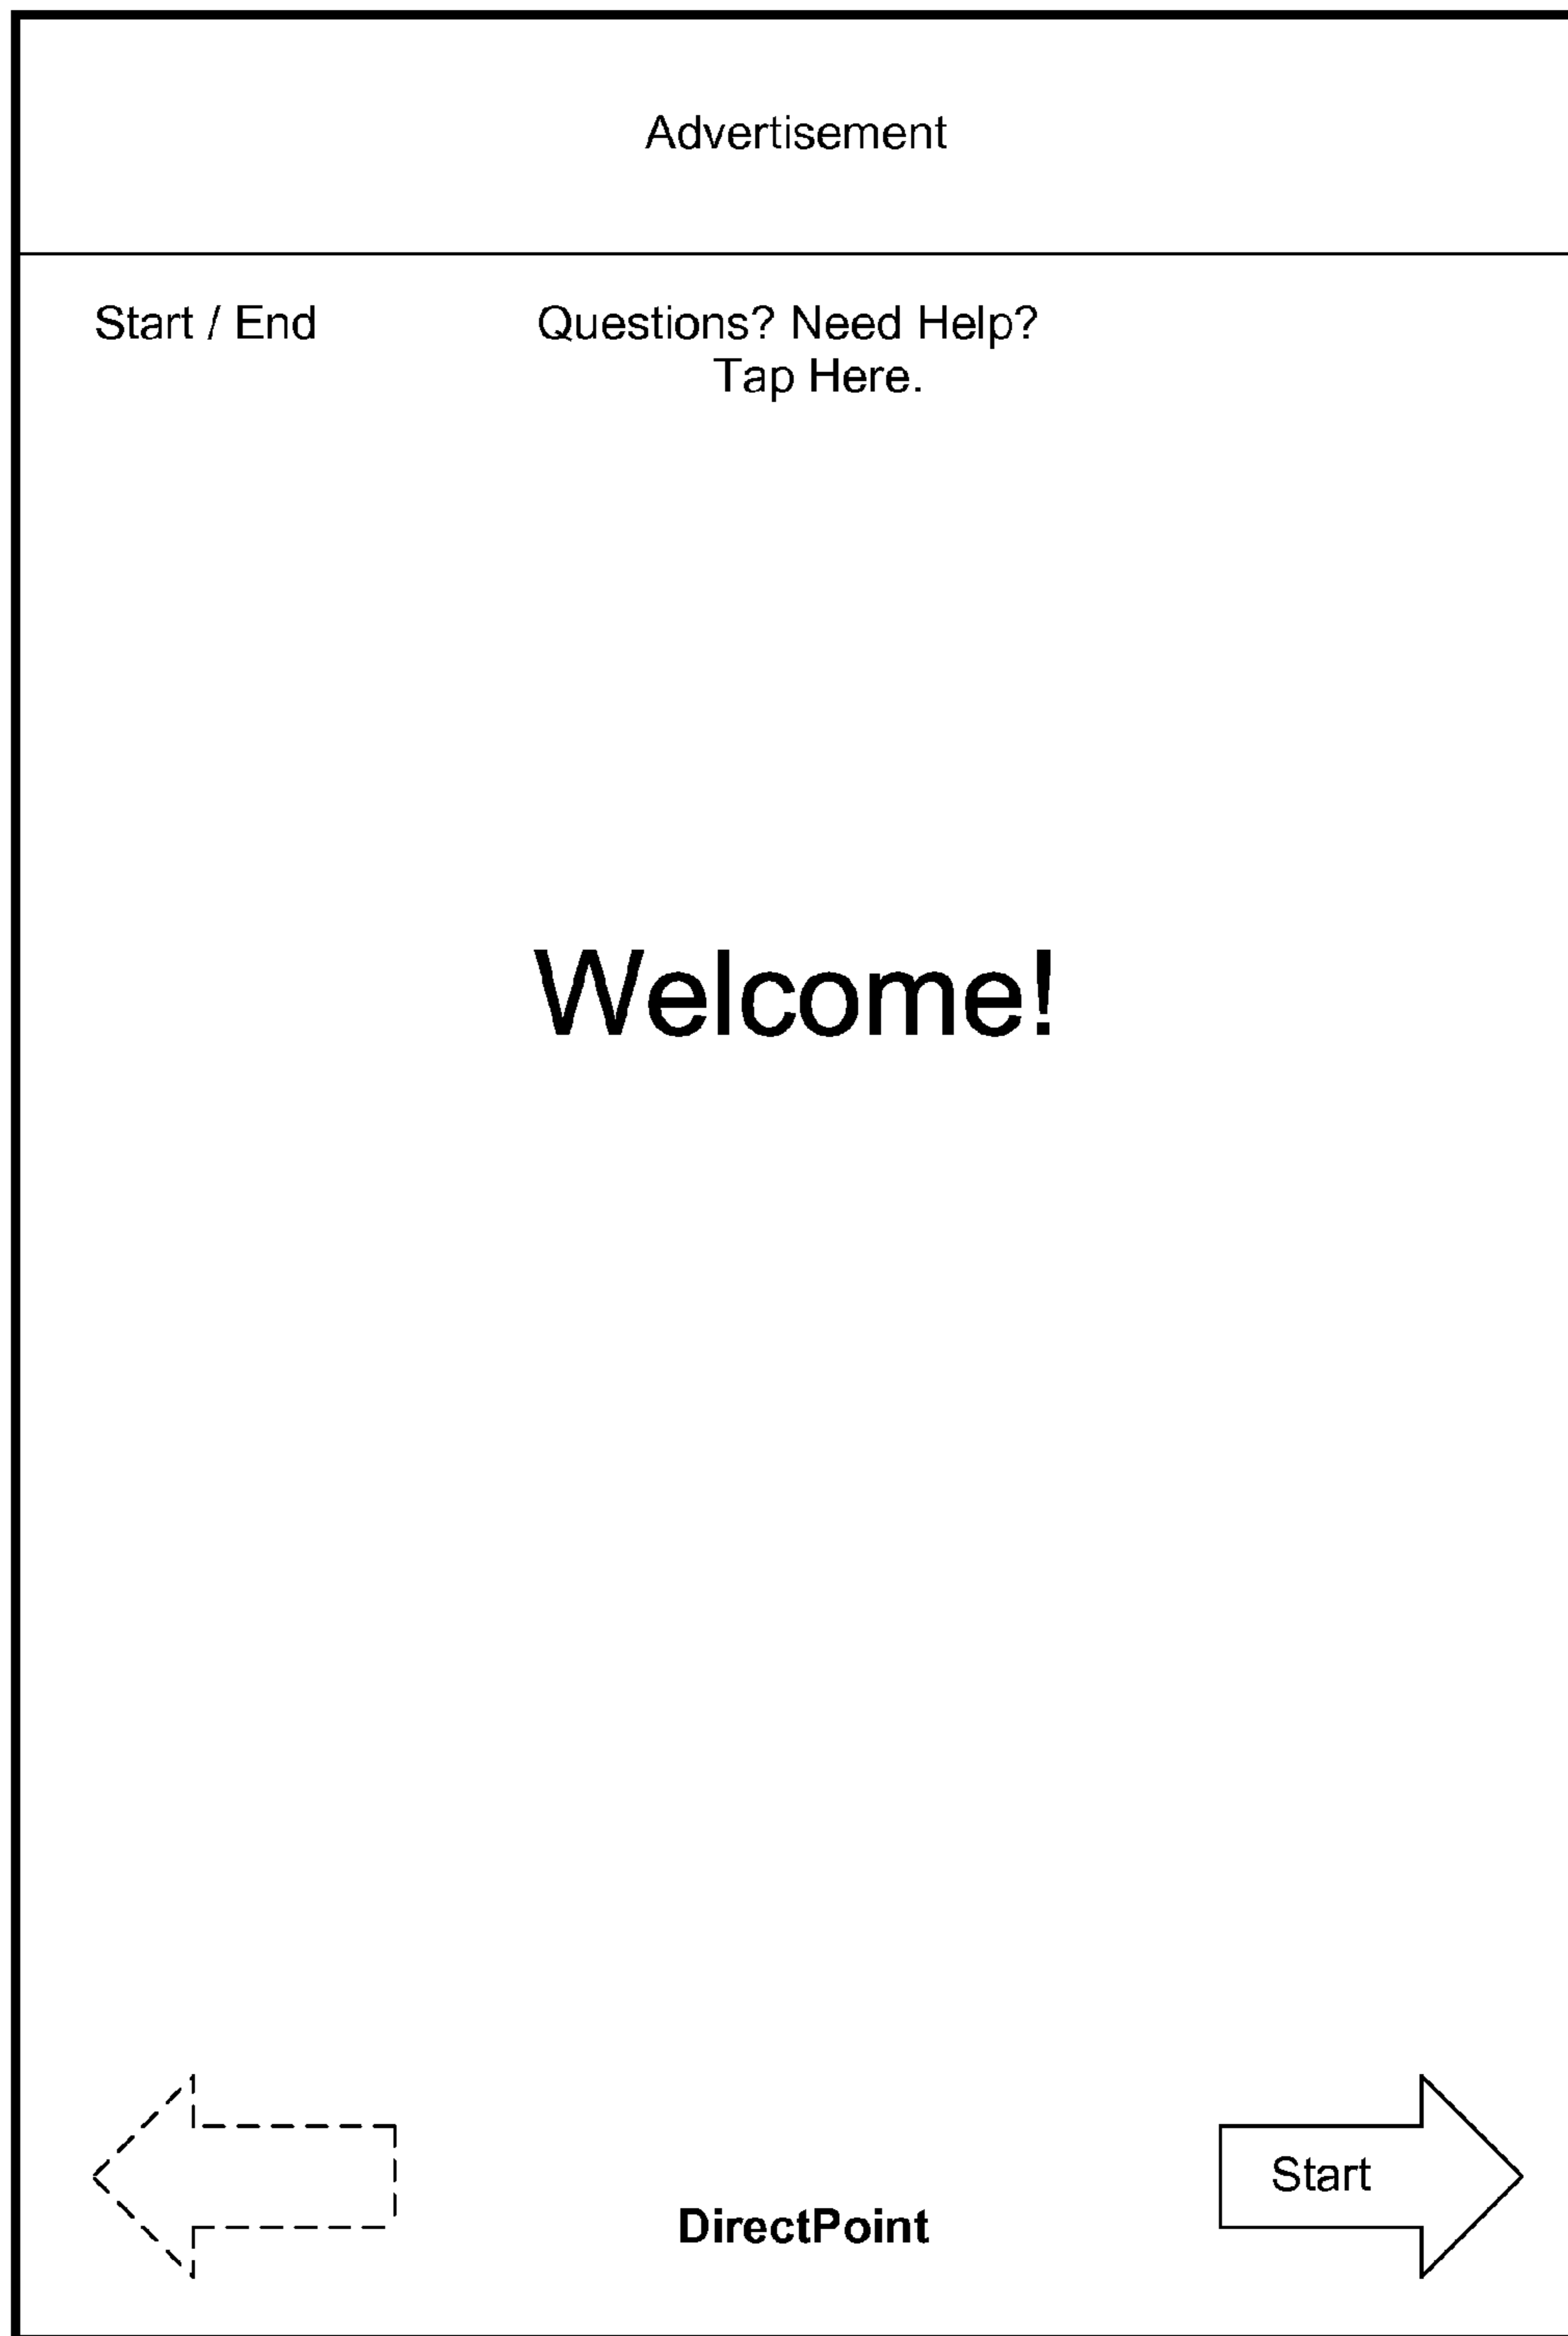 Advertisement
Start / End
Questions? Need Help?
Tap Here.
Welcome!
Start
DirectPoint